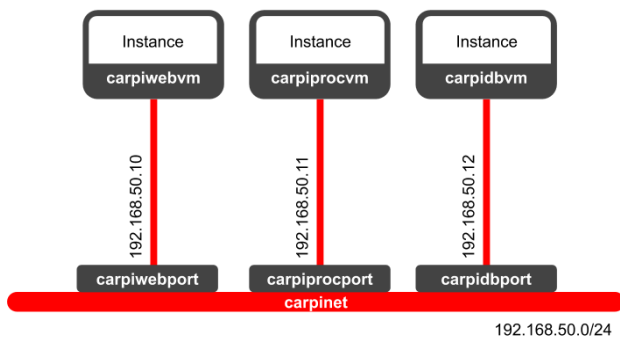 Instance
Instance
Instance
carpiwebvm
carpiprocvm
carpidbvm
192.168.50.10
192.168.50.11
192.168.50.12
carpiwebport
carpiprocport
carpidbport
carpinet
192.168.50.0/24